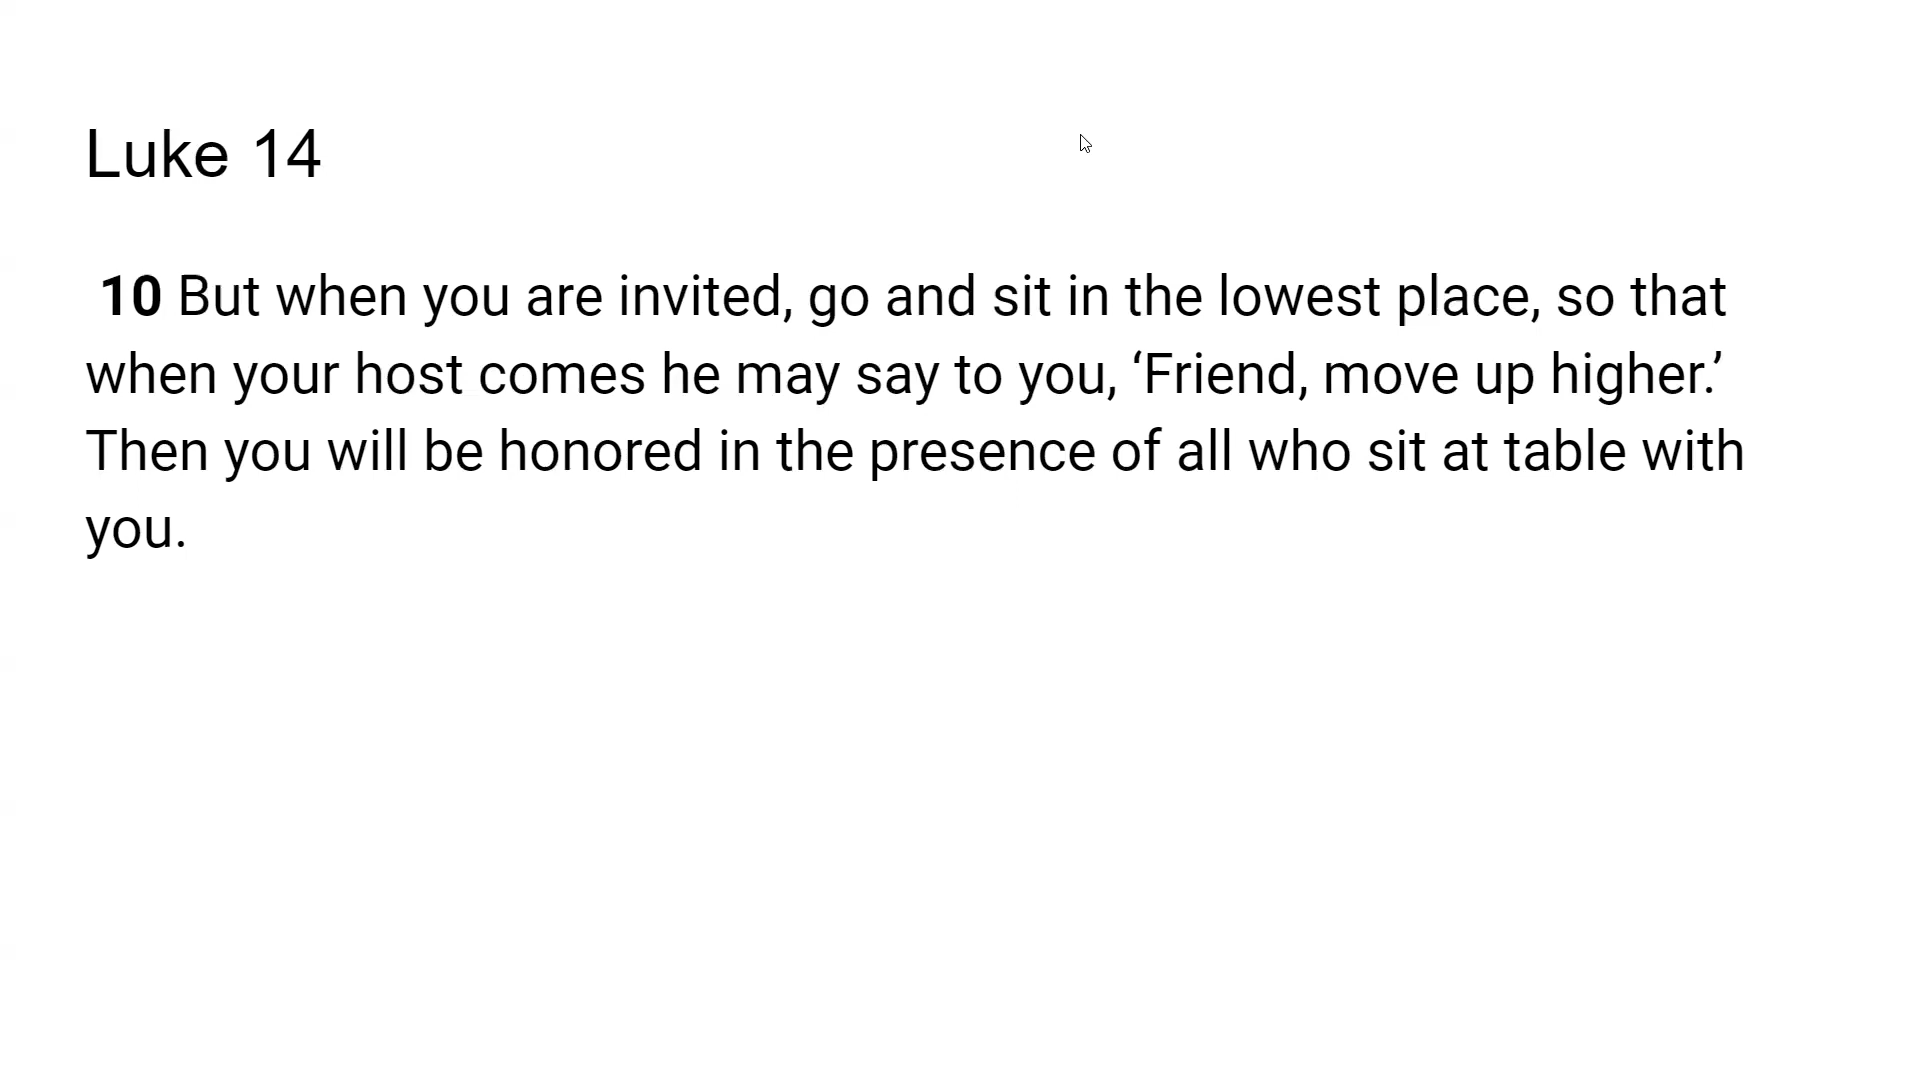 Luke 14
10 But when you are invited, go and sit in the lowest place, so that
when your host comes he may say to you, ‘Friend, move up higher.’
Then you will be honored in the presence of all who sit at table with
you.